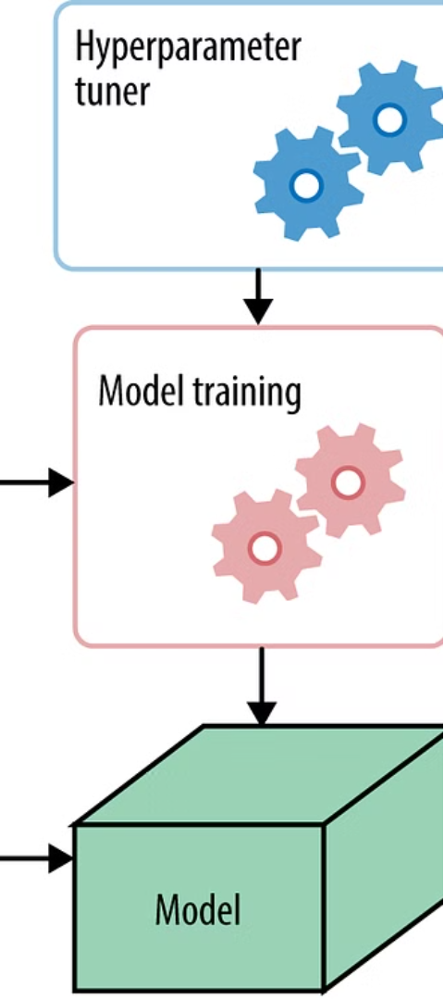 Hyperparameter
tuner
Model training
Model